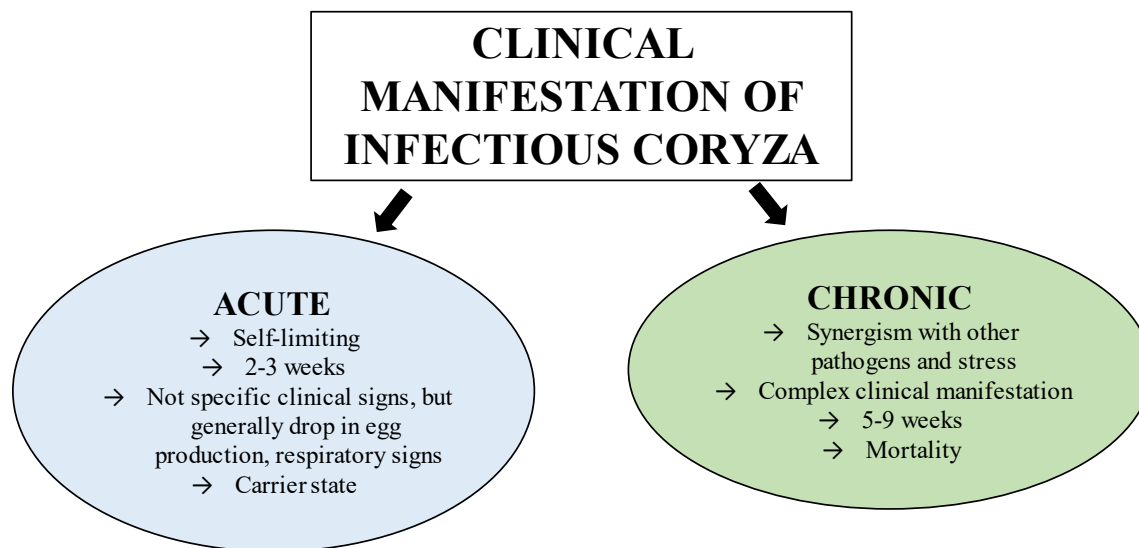 CLINICAL
MANIFESTATION OF
INFECTIOUS CORYZA
ACUTE
→ Self-limiting
→ 2-3 weeks
→ Not specific clinical signs, but
generally drop in egg
production, respiratory signs
→ Carrier state
CHRONIC
→ Synergism with other
pathogens and stress
→ Complex clinical manifestation
→ 5-9 weeks
→ Mortality